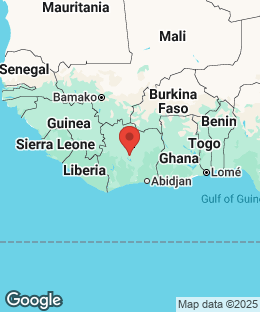 Mauritania
Mali
Senegal
Bamako
Burkina
Faso
Benin
Guinea
Togo
Sierra Leone
Ghana
Liberia
Lomé
Abidjan
Gulf of Guin
Google
Map data ©2025